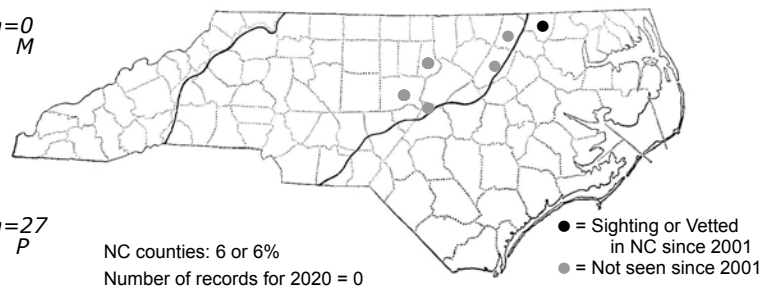 n=0
M
n=27
P
NC counties: 6 or 6%
Number of records for 2020 = 0
● = Sighting or Vetted
in NC since 2001
● = Not seen since 2001